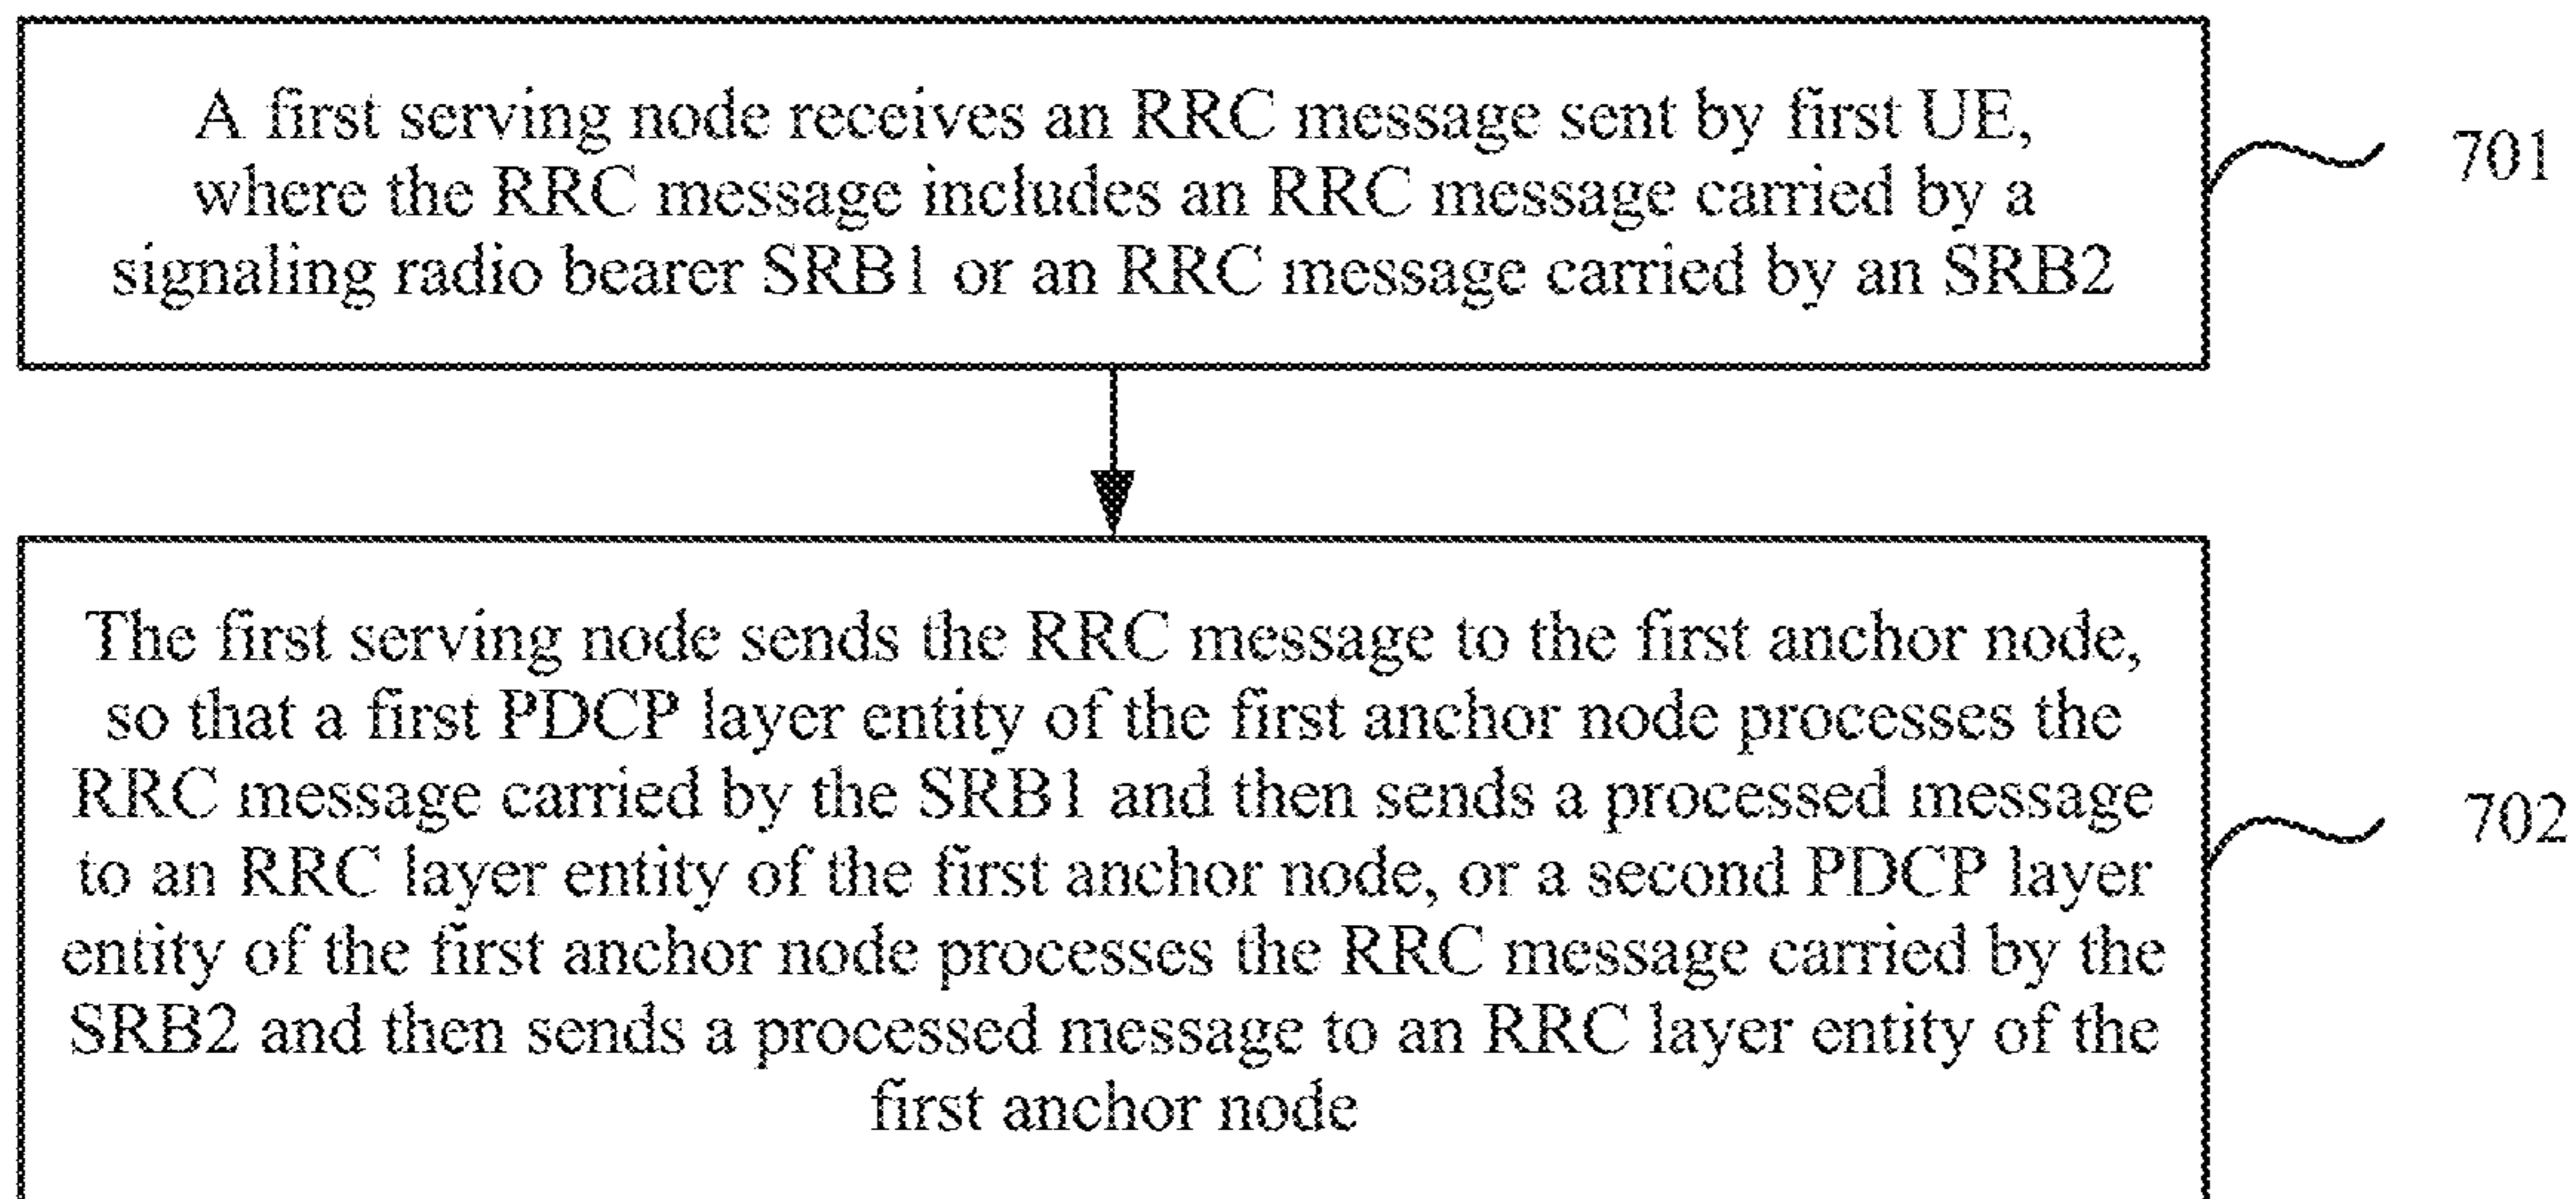 A first serving node receives an RRC message sent by first UE,
where the RRC message includes an RRC message carried by a
signaling radio bearer SRB1 or an RRC message carried by an SRB2
701
The first serving node sends the RRC message to the first anchor node,
so that a first PDCP layer entity of the first anchor node processes the
RRC message carried by the SRB1 and then sends a processed message
to an RRC layer entity of the first anchor node, or a second PDCP layer
entity of the first anchor node processes the RRC message carried by the
SRB2 and then sends a processed message to an RRC layer entity of the
first anchor node
702